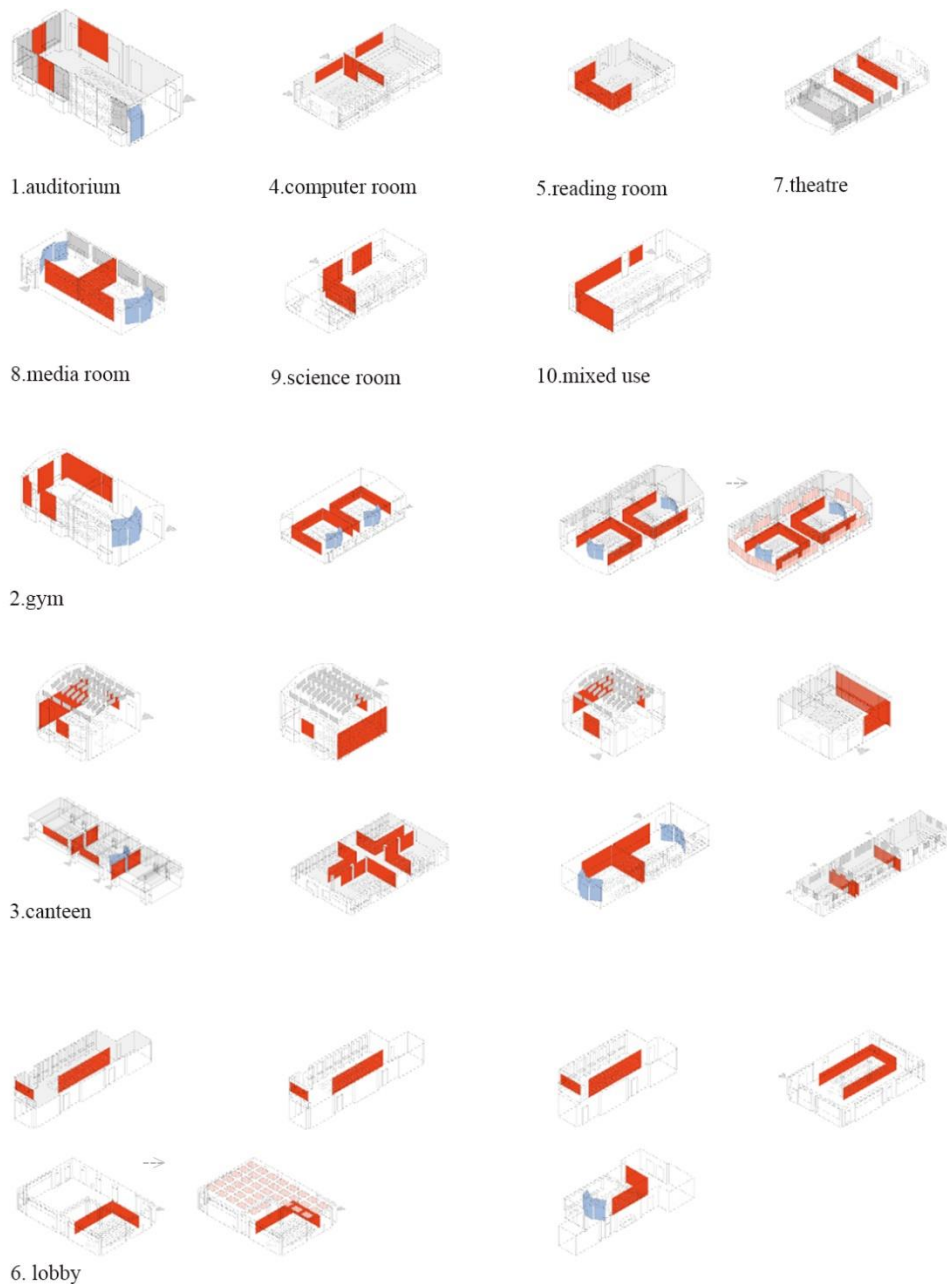 1.auditorium
4.computer room
5.reading room
7.theatre
8.media room
9.science room
10.mixed use
2.gym
3.canteen
6. lobby